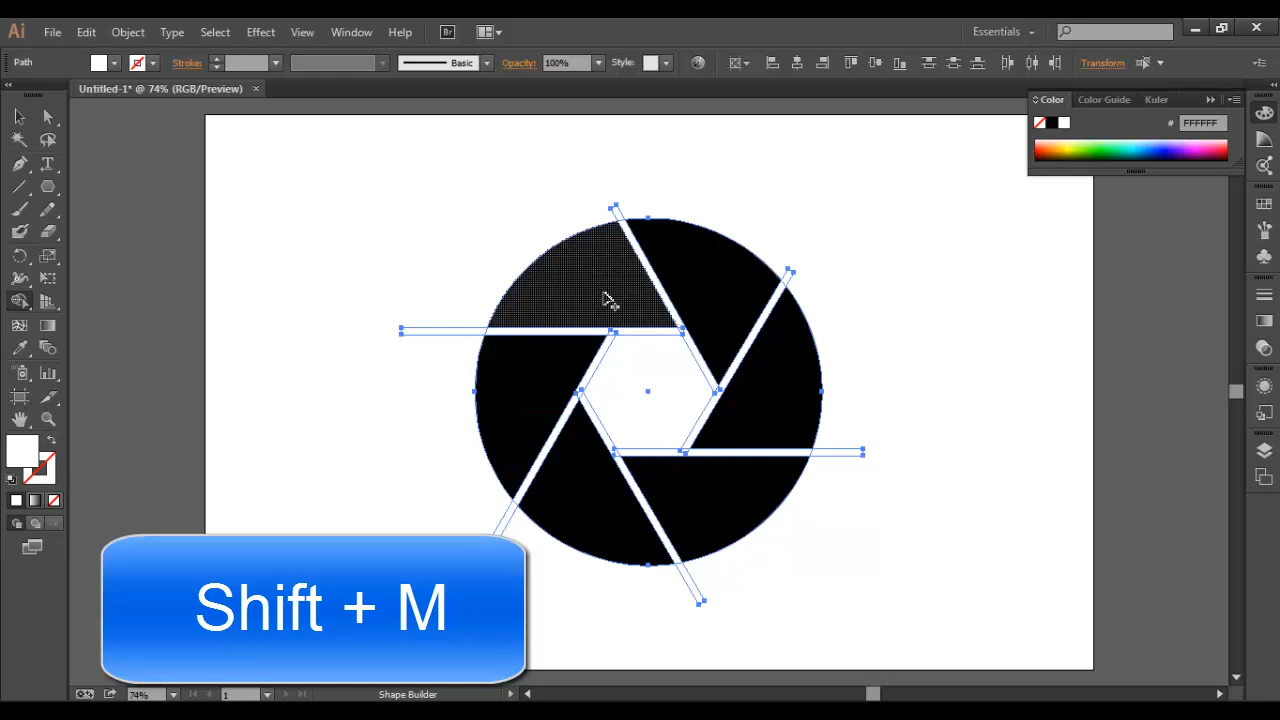 Ai File Edit Object Type Select Effect View Window Help Br Essentials
Path Stroke: Basic Opacity: 100% Style: Transform
Untitled-1* @ 74% (RGB/Preview) ×
Color Color Guide Kuler
# FFFFFF
Shift + M
74% 1 Shape Builder